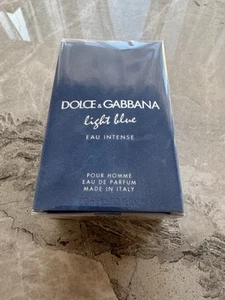 DOLCE & GABBANA
light blue
EAU INTENSE
POUR HOMME
EAU DE PARFUM
MADE IN ITALY